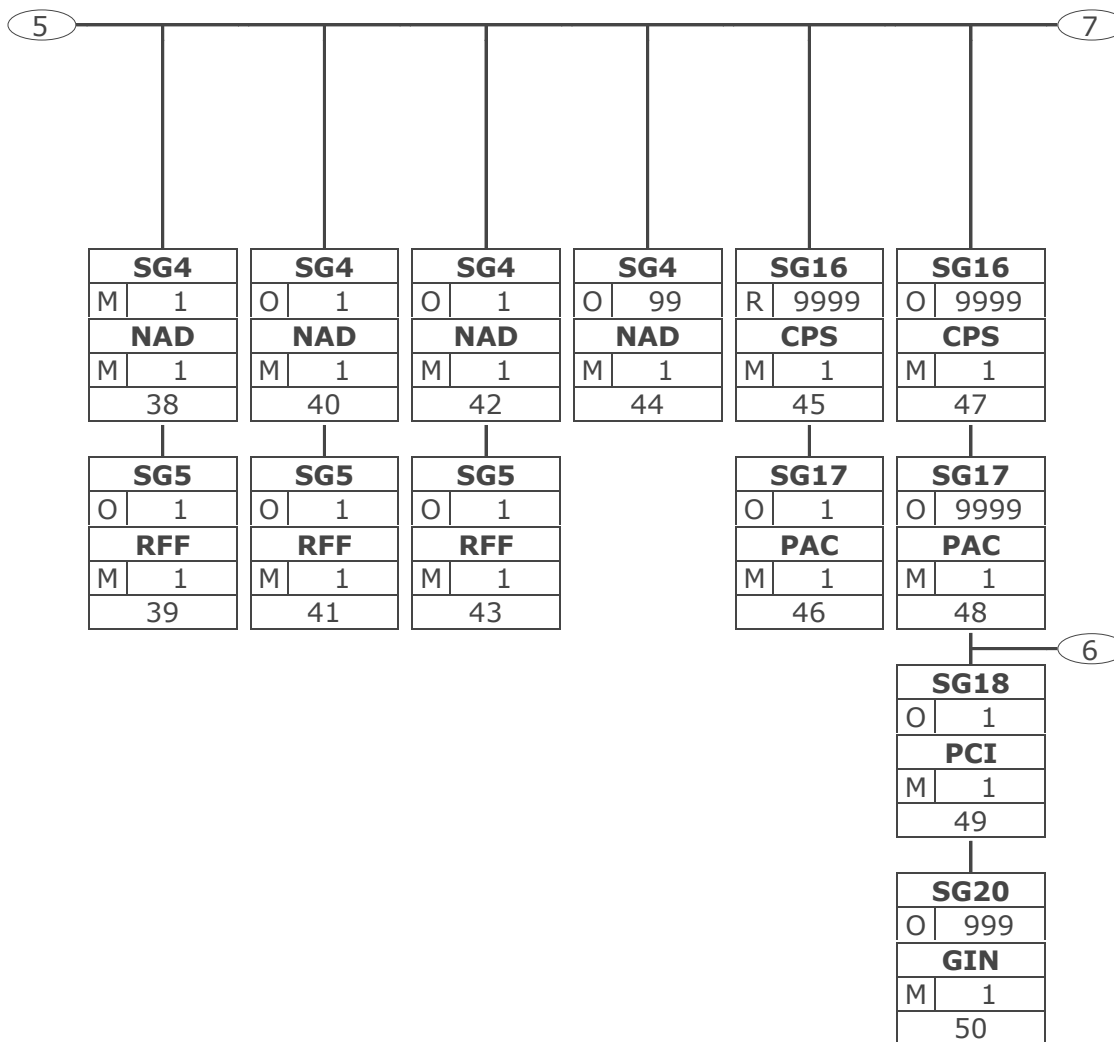 5 7
SG4 SG4 SG4 SG4 SG16 SG16
M 1 O 1 O 1 O 99 R 9999 O 9999
NAD NAD NAD NAD CPS CPS
M 1 M 1 M 1 M 1 M 1 M 1
38 40 42 44 45 47
SG5 SG5 SG5 SG17 SG17
O 1 O 1 O 1 O 1 O 9999
RFF RFF RFF PAC PAC
M 1 M 1 M 1 M 1 M 1
39 41 43 46 48
6
SG18
O 1
PCI
M 1
49
SG20
O 999
GIN
M 1
50